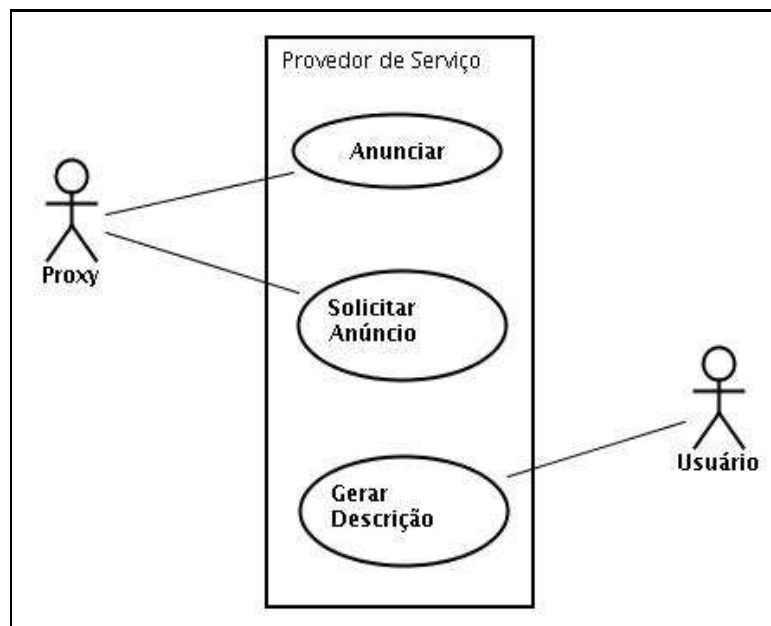 Provedor de Serviço
Anunciar
Proxy
Solicitar
Anúncio
Usuário
Gerar
Descrição